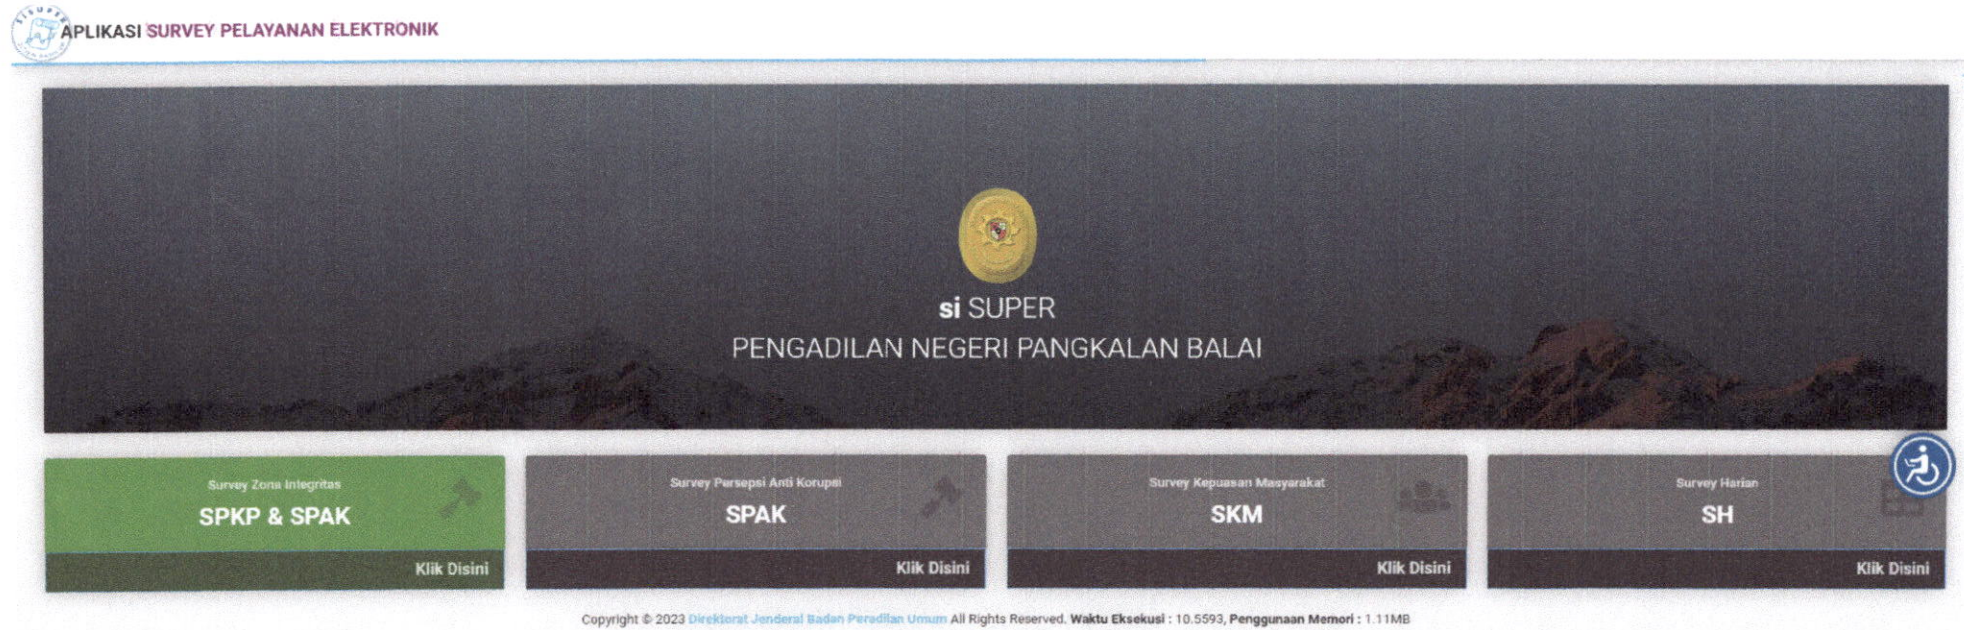 SISUPER
APLIKASI SURVEY PELAYANAN ELEKTRONIK
si SUPER
PENGADILAN NEGERI PANGKALAN BALAI
Survey Zona Integritas
SPKP & SPAK
Klik Disini
Survey Persepsi Anti Korupsi
SPAK
Klik Disini
Survey Kepuasan Masyarakat
SKM
Klik Disini
Survey Harian
SH
Klik Disini
Copyright © 2023 Direktorat Jenderal Badan Peradilan Umum All Rights Reserved. Waktu Eksekusi : 10.5593, Penggunaan Memori : 1.11MB